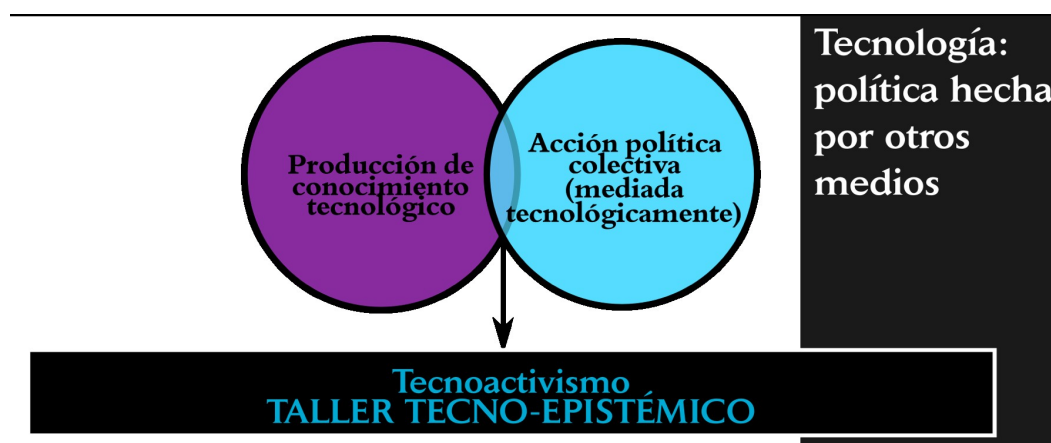 Producción de
conocimiento
tecnológico
Acción política
colectiva
(mediada
tecnológicamente)
Tecnología:
política hecha
por otros
medios
Tecnoactivismo
TALLER TECNO-EPISTÉMICO